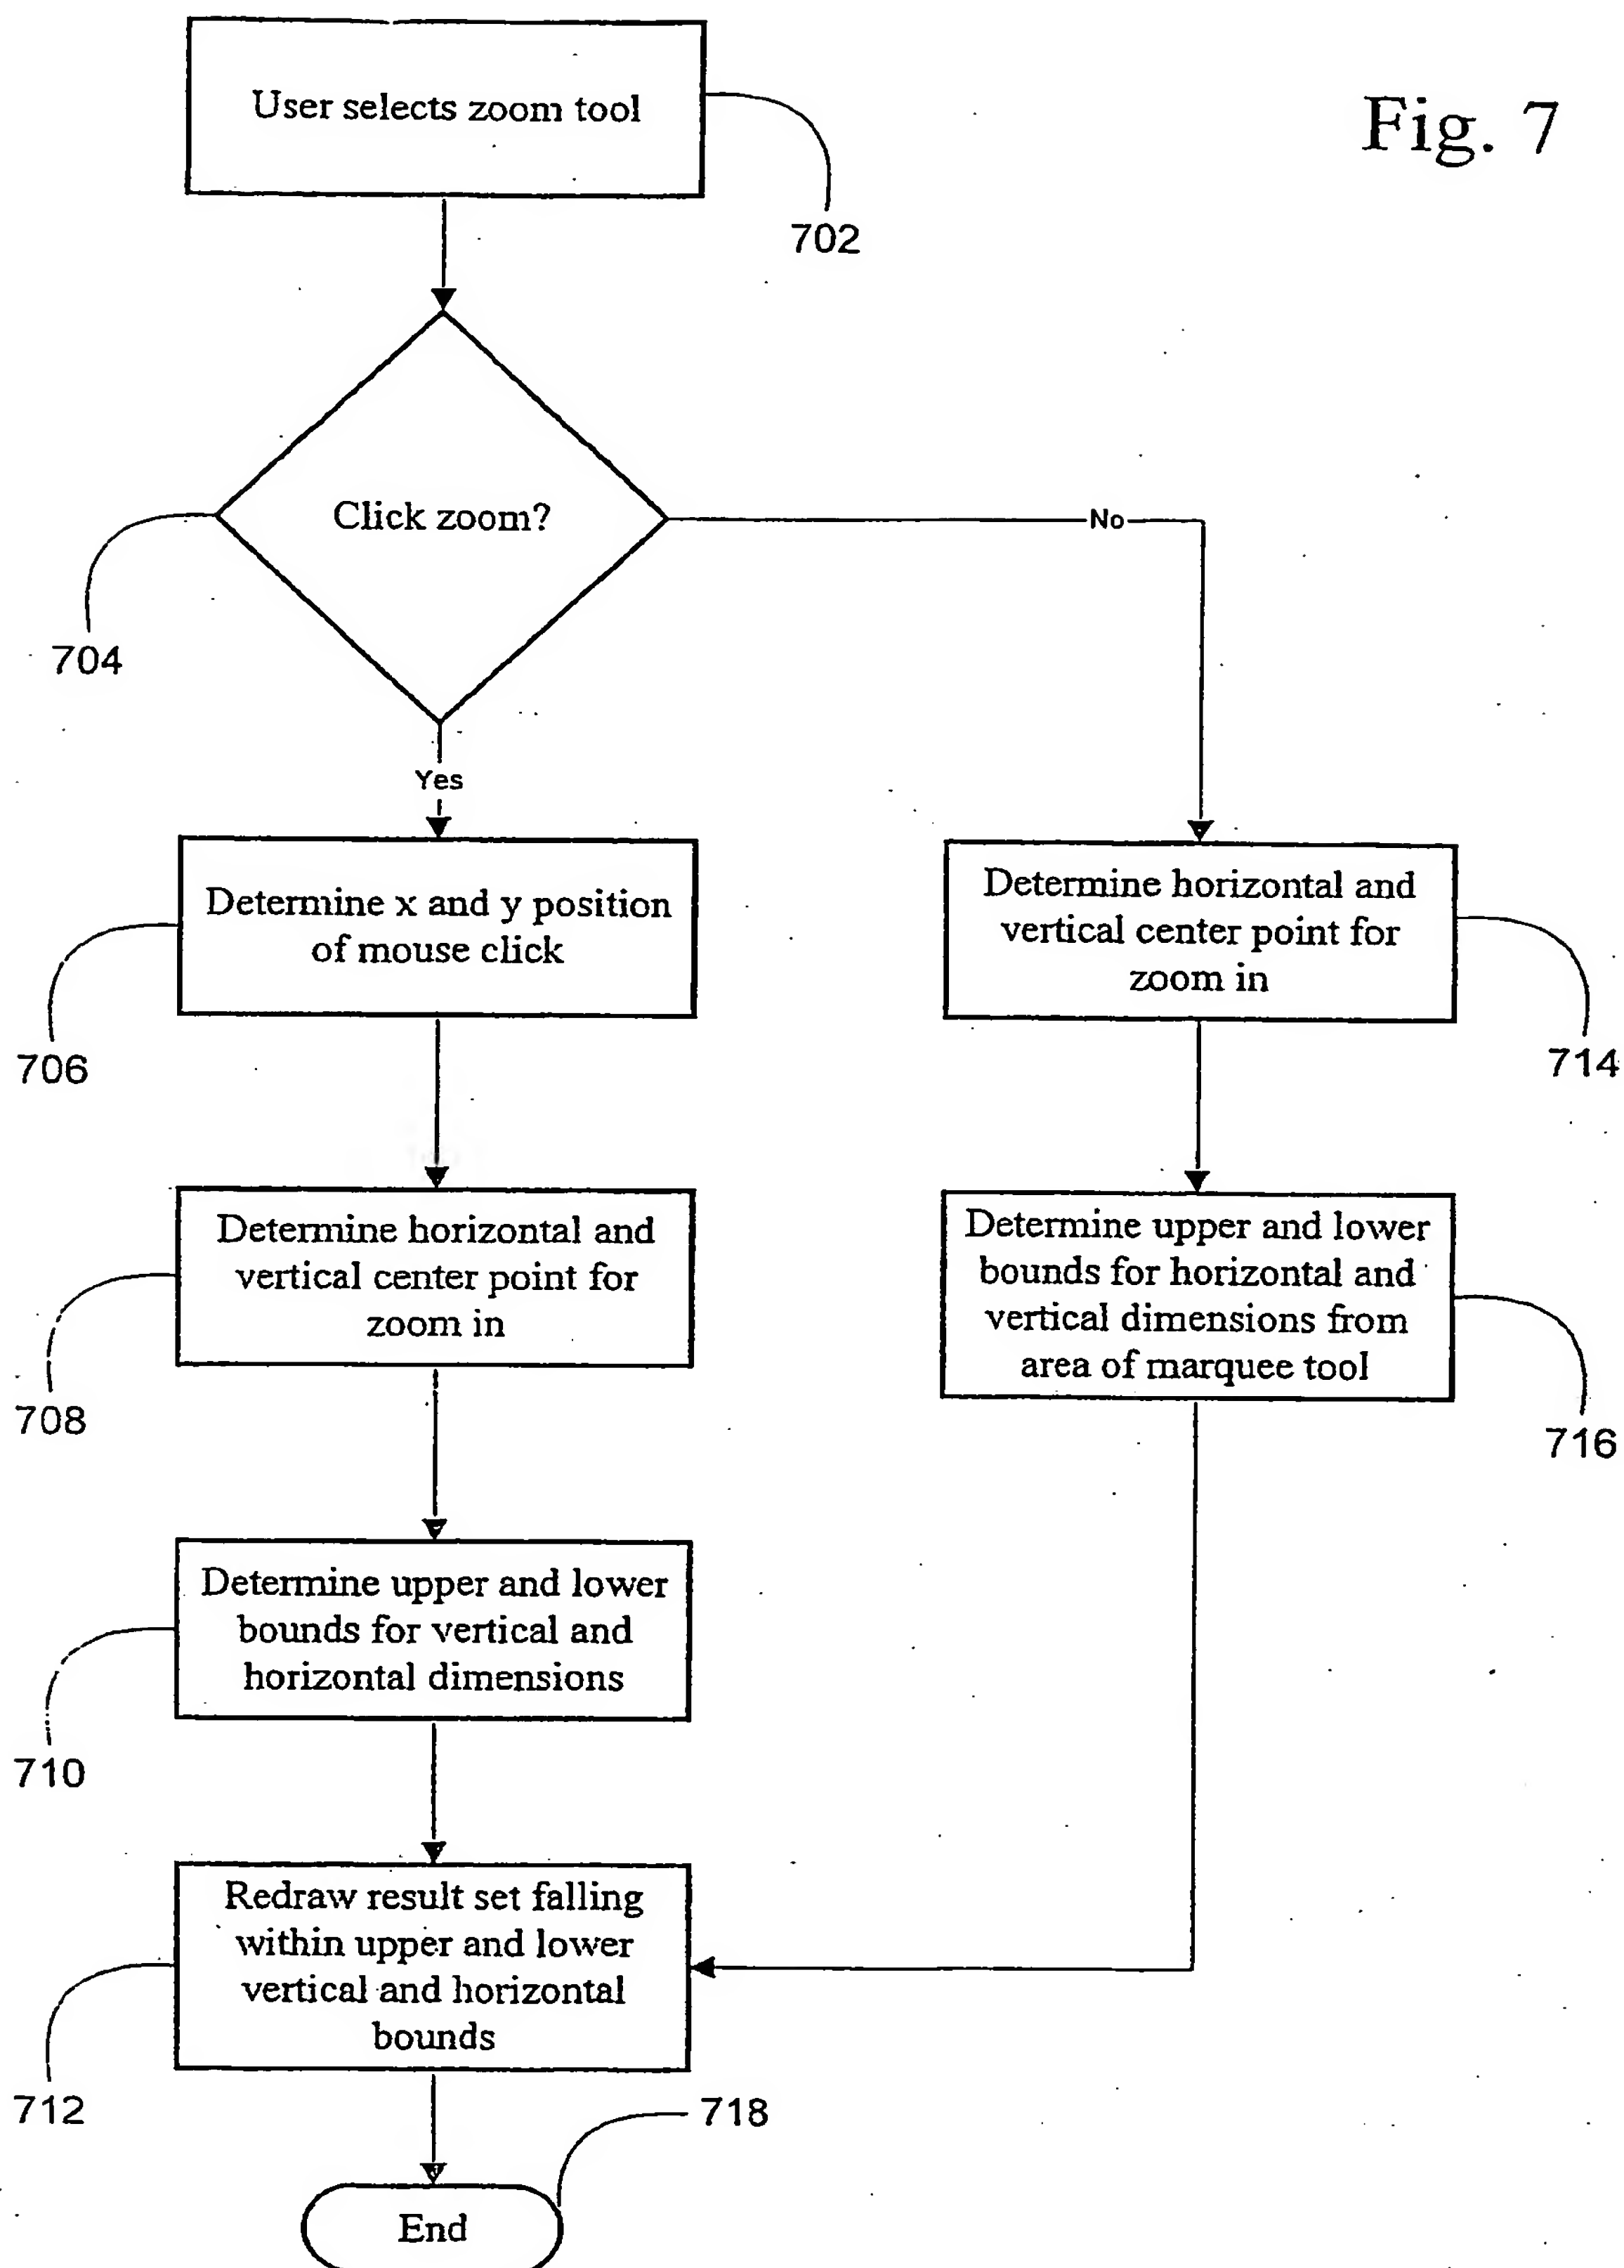 Fig. 7
User selects zoom tool
702
Click zoom?
No
704
Yes
Determine x and y position
of mouse click
706
Determine horizontal and
vertical center point for
zoom in
714
Determine horizontal and
vertical center point for
zoom in
708
Determine upper and lower
bounds for horizontal and
vertical dimensions from
area of marquee tool
716
Determine upper and lower
bounds for vertical and
horizontal dimensions
710
Redraw result set falling
within upper and lower
vertical and horizontal
bounds
712
718
End